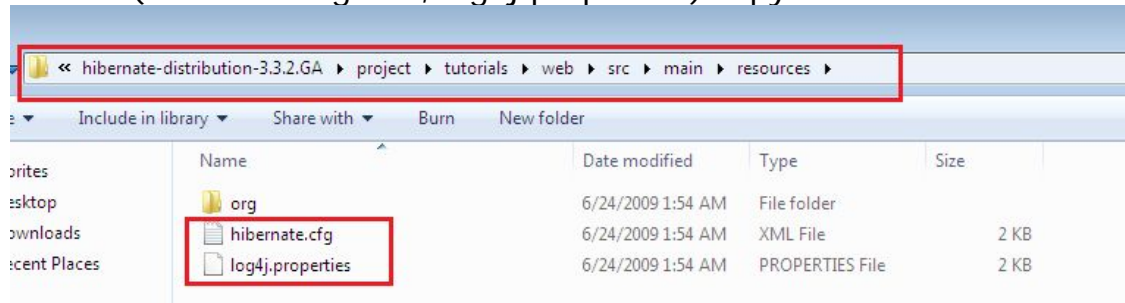 « hibernate-distribution-3.3.2.GA ▸ project ▸ tutorials ▸ web ▸ src ▸ main ▸ resources ▸
Include in library ▾ Share with ▾ Burn New folder
Name Date modified Type Size
org 6/24/2009 1:54 AM File folder
hibernate.cfg 6/24/2009 1:54 AM XML File 2 KB
log4j.properties 6/24/2009 1:54 AM PROPERTIES File 2 KB
orites
esktop
ownloads
ecent Places